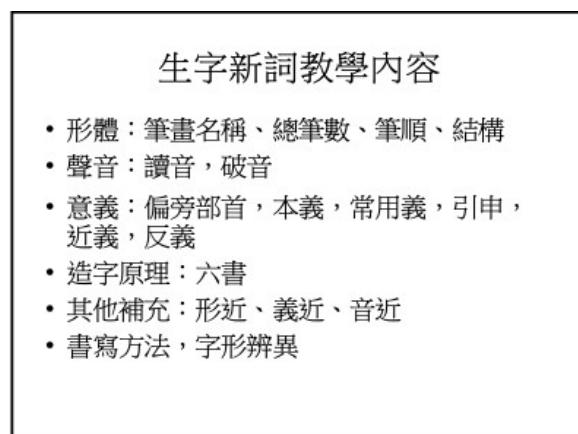 生字新詞教學內容
• 形體：筆畫名稱、總筆數、筆順、結構
• 聲音：讀音，破音
• 意義：偏旁部首，本義，常用義，引申，
近義，反義
• 造字原理：六書
• 其他補充：形近、義近、音近
• 書寫方法，字形辨異